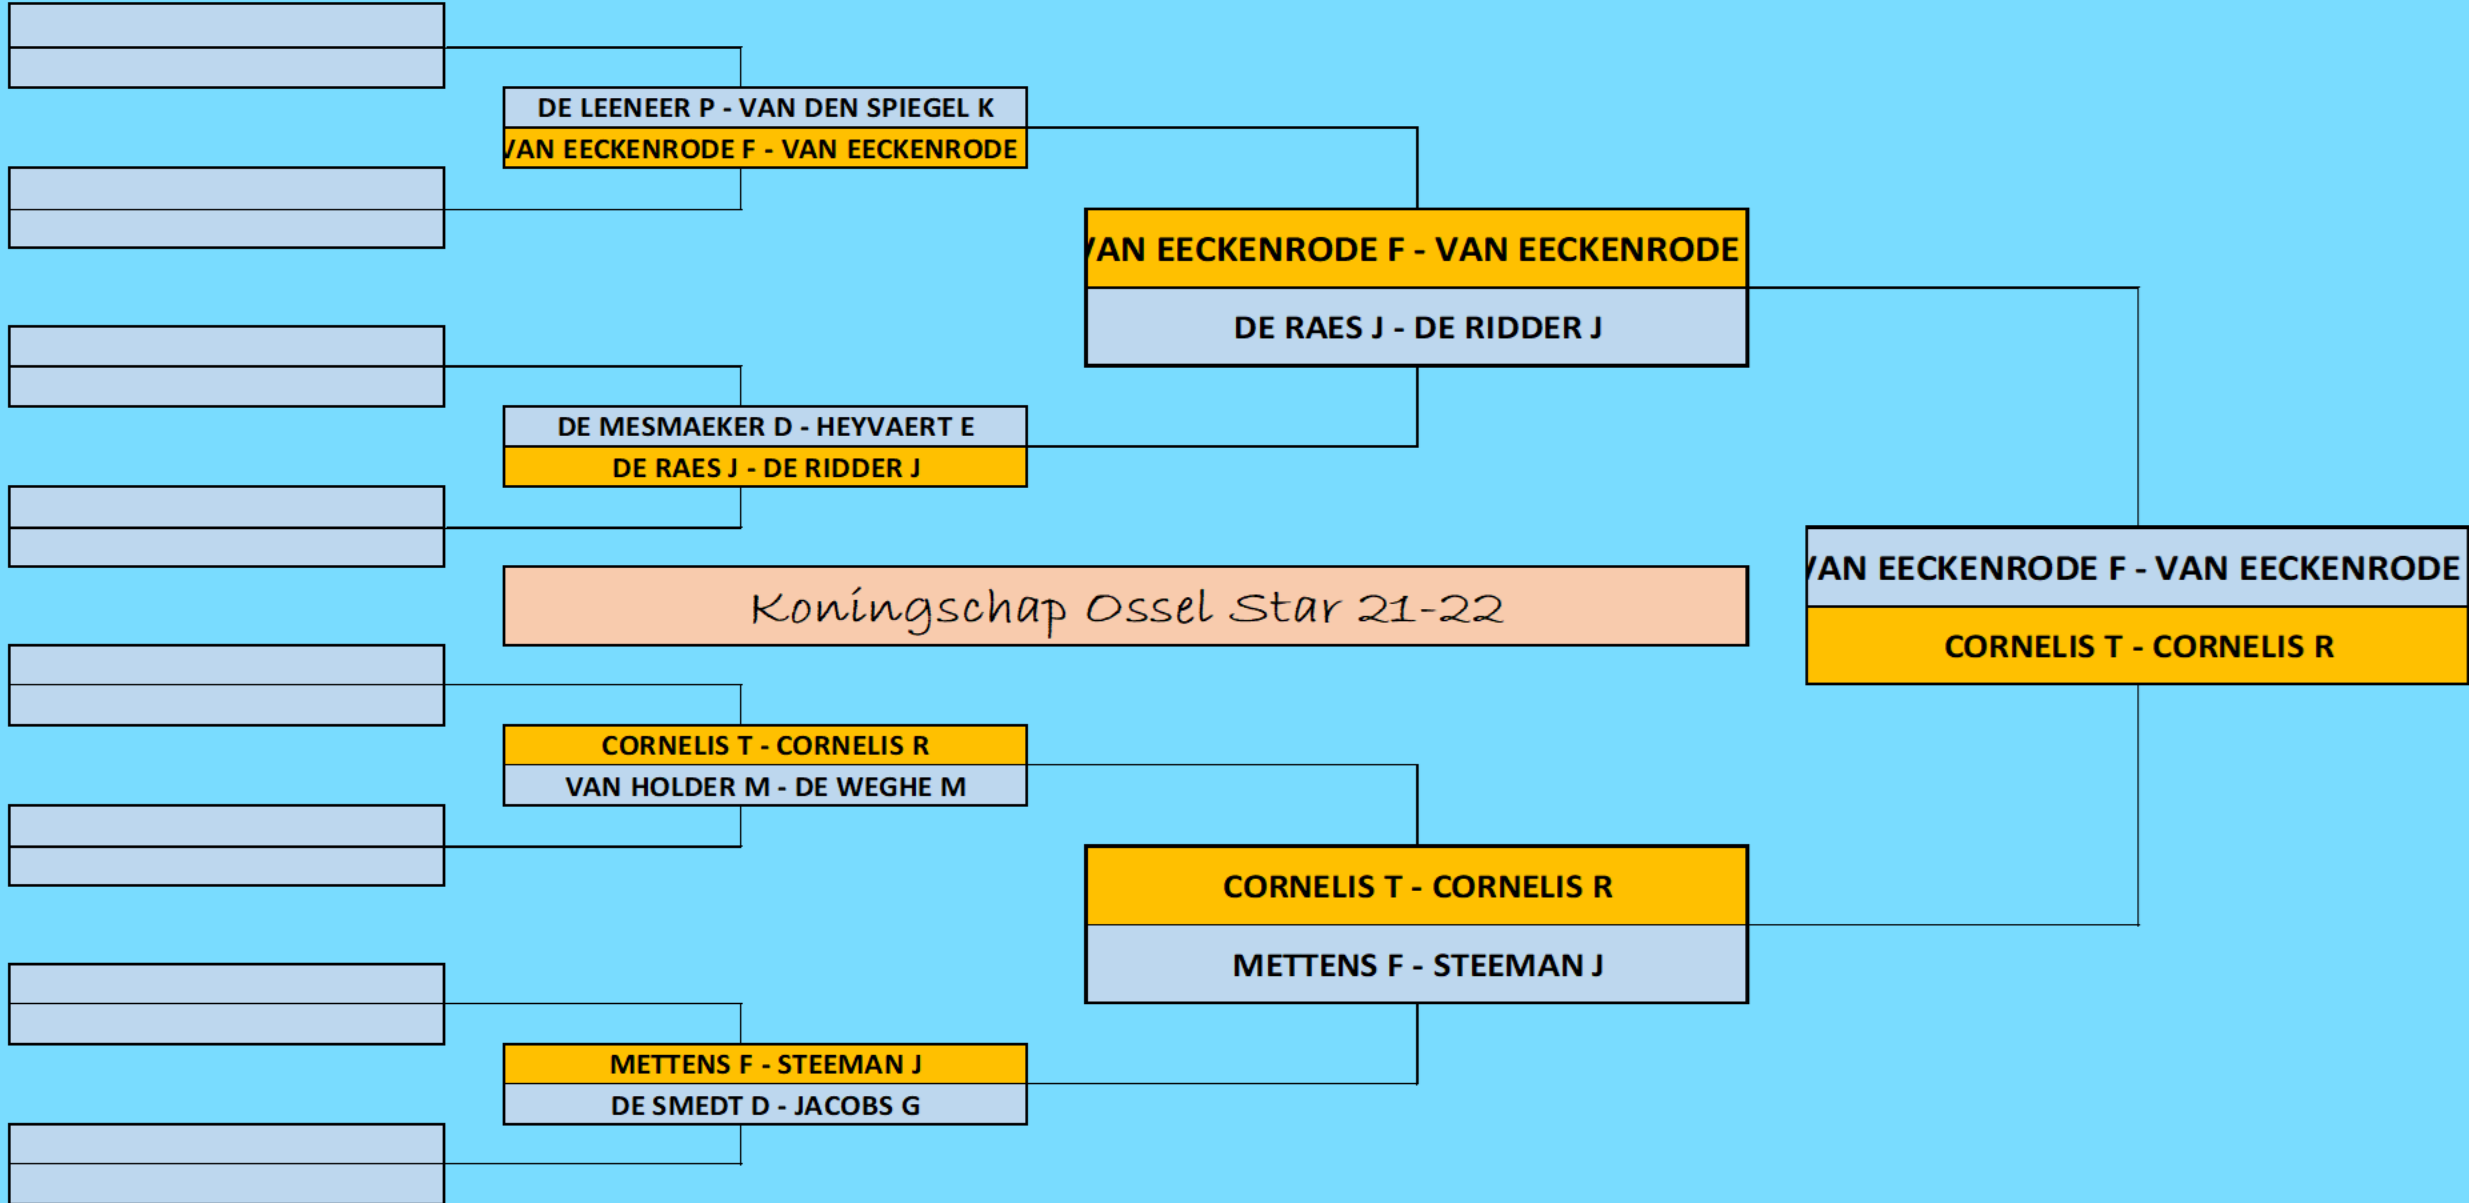 DE LEENEER P - VAN DEN SPIEGEL K
VAN EECKENRODE F - VAN EECKENRODE
VAN EECKENRODE F - VAN EECKENRODE
DE RAES J - DE RIDDER J
DE MESMAEKER D - HEYVAERT E
DE RAES J - DE RIDDER J
VAN EECKENRODE F - VAN EECKENRODE
CORNELIS T - CORNELIS R
Koningschap Ossel Star 21-22
CORNELIS T - CORNELIS R
VAN HOLDER M - DE WEGHE M
CORNELIS T - CORNELIS R
METTENS F - STEEMAN J
METTENS F - STEEMAN J
DE SMEDT D - JACOBS G